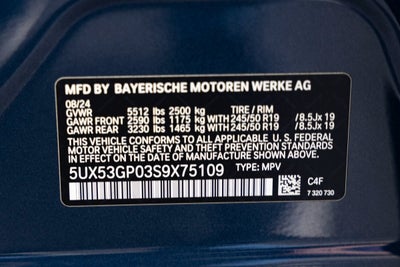 MFD BY BAYERISCHE MOTOREN WERKE AG
08/24
GVWR 5512 lbs 2500 kg TIRE / RIM
GAWR FRONT 2590 lbs 1175 kg WITH 245/50 R19 / 8.5Jx 19
GAWR REAR 3230 lbs 1465 kg WITH 245/50 R19 / 8.5Jx 19
THIS VEHICLE CONFORMS TO ALL APPLICABLE U. S. FEDERAL
MOTOR VEHICLE SAFETY, BUMPER, AND THEFT PREVENTION
STANDARDS IN EFFECT ON THE DATE OF MANUFACTURE
SHOWN ABOVE.
5UX53GP03S9X75109 TYPE: MPV
C4F
7 320 730